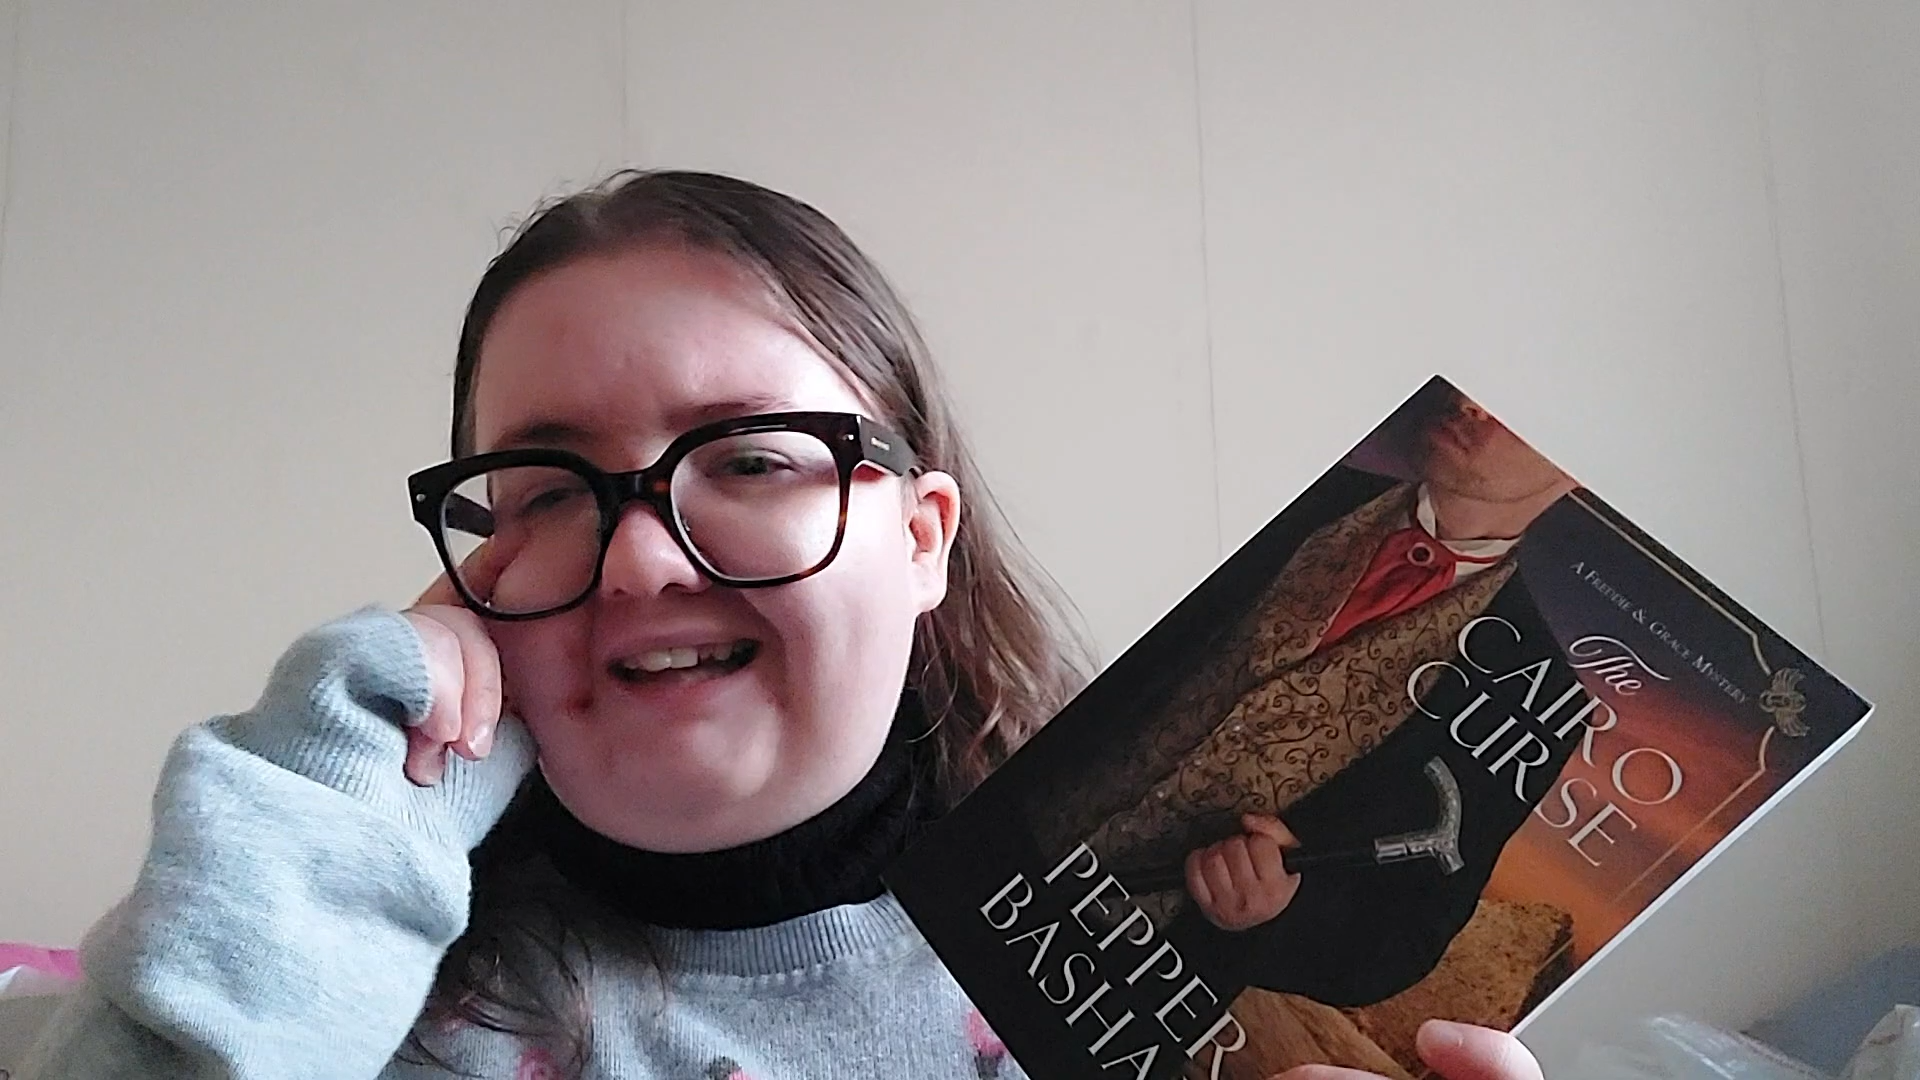 A FREDDIE & GRACE MYSTERY
The
CAIRO
CURSE
PEPPER
BASHA